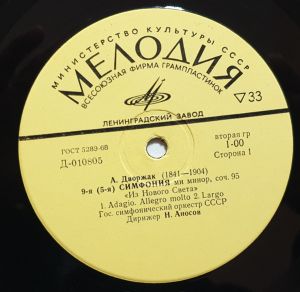 МИНИСТЕРСТВО КУЛЬТУРЫ СССР
МЕЛОДИЯ
ВСЕСОЮЗНАЯ ФИРМА ГРАМПЛАСТИНОК
ЛЕНИНГРАДСКИЙ ЗАВОД
▽33
ГОСТ 5289-68
Д-010805
вторая гр
1-00
Сторона 1
А. Дворжак (1841—1904)
9-я (5-я) СИМФОНИЯ ми минор, соч. 95
«Из Нового Света»
1. Adagio. Allegro molto 2. Largo
Гос. симфонический оркестр СССР
Дирижер Н. Аносов